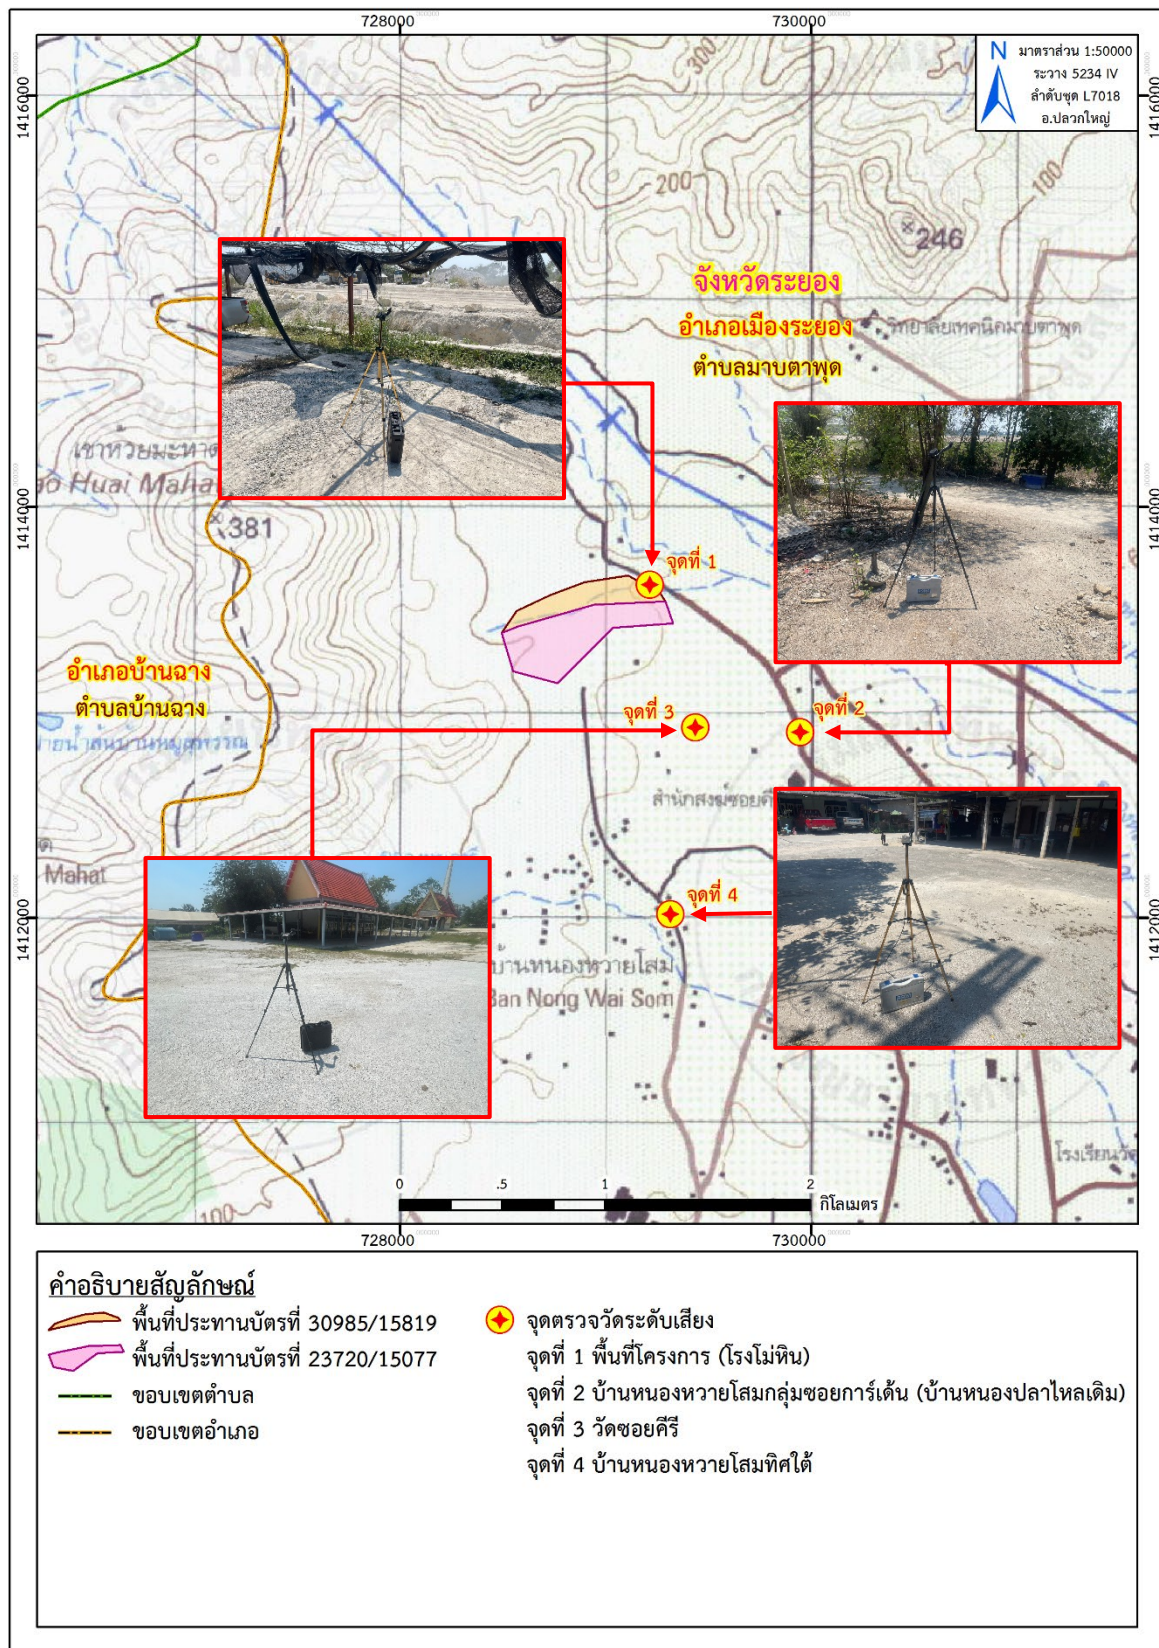 728000
730000
N
มาตราส่วน 1:50000
ระวาง 5234 IV
ลำดับชุด L7018
อ.ปลวกใหญ่
1416000
1416000
300
200
100
246
จังหวัดระยอง
อำเภอเมืองระยอง
ตำบลมาบตาพุด
วิทยาลัยเทคนิคมาบตาพุด
เขาหวยมะหาด
ao Huai Maha
381
1414000
1414000
จุดที่ 1
อำเภอบ้านฉาง
ตำบลบ้านฉาง
จุดที่ 3
จุดที่ 2
สำนักสงฆ์ซอยคี
Mahat
จุดที่ 4
1412000
1412000
บ้านหนองหวายโสม
Ban Nong Wai Som
โรงเรียนวัด
100
0 .5 1 2
กิโลเมตร
728000
730000
คำอธิบายสัญลักษณ์
พื้นที่ประทานบัตรที่ 30985/15819
พื้นที่ประทานบัตรที่ 23720/15077
ขอบเขตตำบล
ขอบเขตอำเภอ
จุดตรวจวัดระดับเสียง
จุดที่ 1 พื้นที่โครงการ (โรงโม่หิน)
จุดที่ 2 บ้านหนองหวายโสมกลุ่มซอยการ์เด้น (บ้านหนองปลาไหลเดิม)
จุดที่ 3 วัดซอยคีรี
จุดที่ 4 บ้านหนองหวายโสมทิศใต้